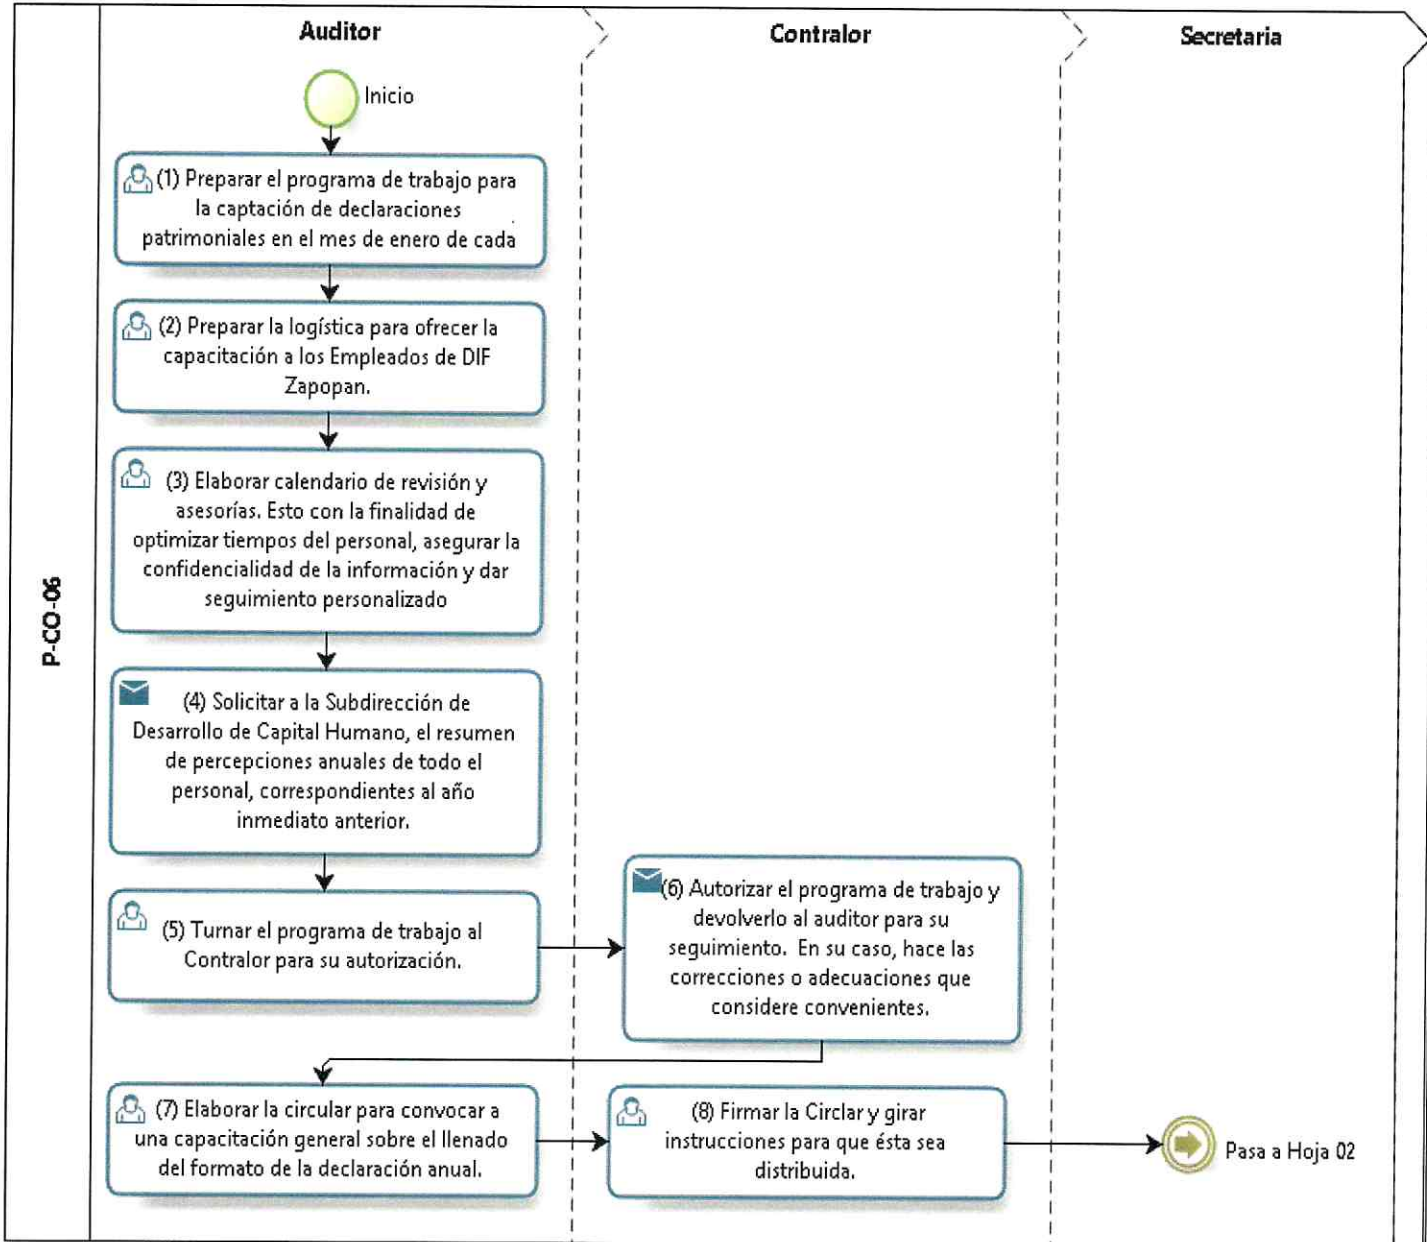 Auditor
Contralor
Secretaria
P-CO-06
Inicio
(1) Preparar el programa de trabajo para
la captación de declaraciones
patrimoniales en el mes de enero de cada
(2) Preparar la logística para ofrecer la
capacitación a los Empleados de DIF
Zapopan.
(3) Elaborar calendario de revisión y
asesorías. Esto con la finalidad de
optimizar tiempos del personal, asegurar la
confidencialidad de la información y dar
seguimiento personalizado
(4) Solicitar a la Subdirección de
Desarrollo de Capital Humano, el resumen
de percepciones anuales de todo el
personal, correspondientes al año
inmediato anterior.
(5) Turnar el programa de trabajo al
Contralor para su autorización.
(6) Autorizar el programa de trabajo y
devolverlo al auditor para su
seguimiento. En su caso, hace las
correcciones o adecuaciones que
considere convenientes.
(7) Elaborar la circular para convocar a
una capacitación general sobre el llenado
del formato de la declaración anual.
(8) Firmar la Circlar y girar
instrucciones para que ésta sea
distribuida.
Pasa a Hoja 02